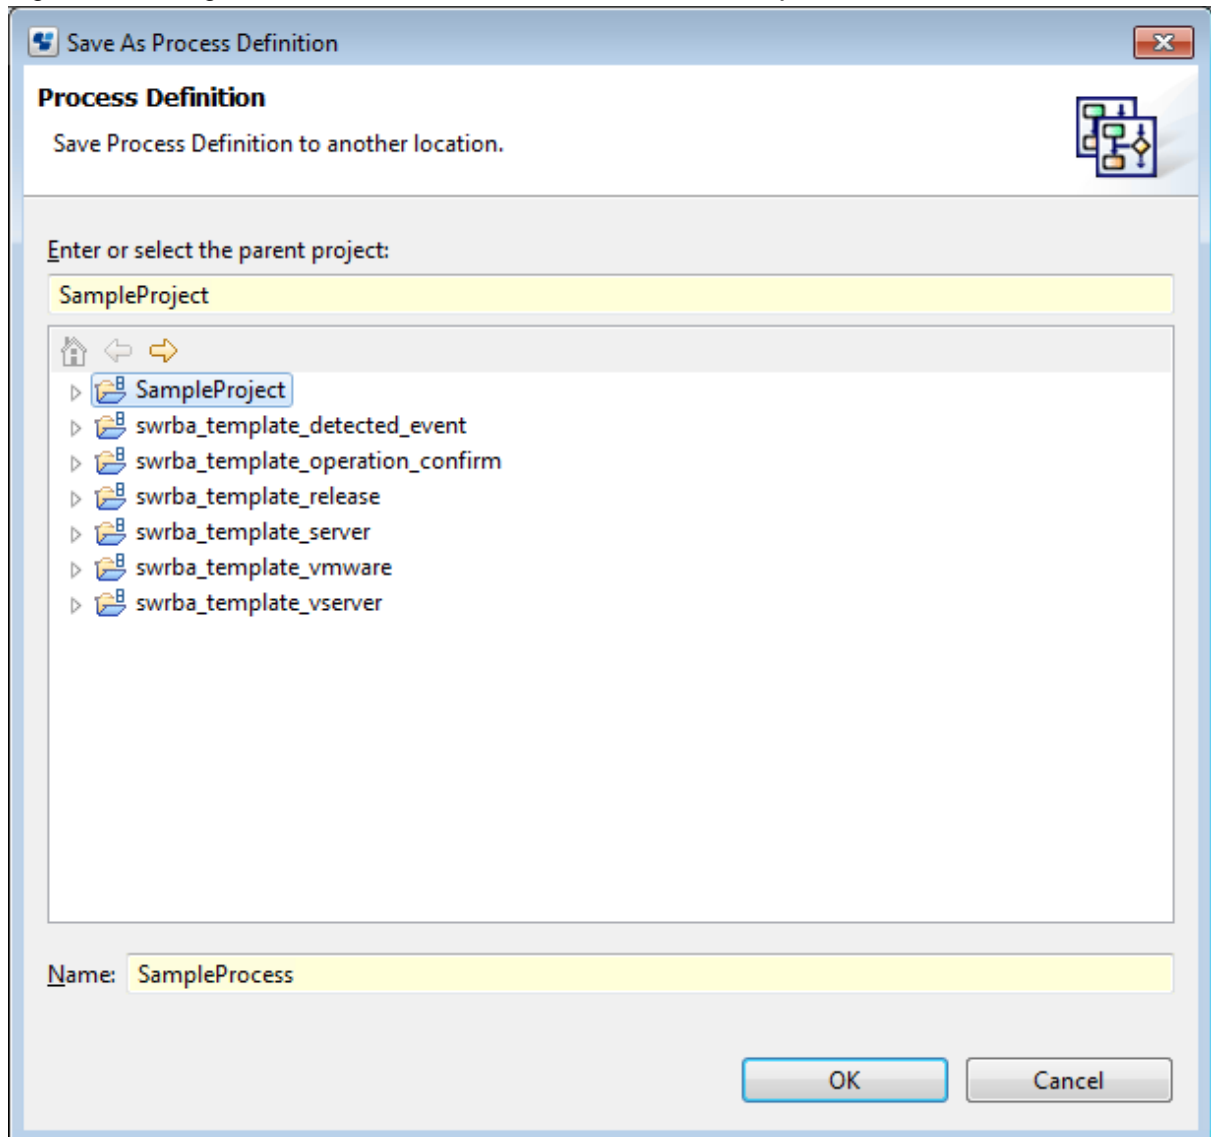 Save As Process Definition
Process Definition
Save Process Definition to another location.
Enter or select the parent project:
SampleProject
SampleProject
swrba_template_detected_event
swrba_template_operation_confirm
swrba_template_release
swrba_template_server
swrba_template_vmware
swrba_template_vserver
Name: SampleProcess
OK Cancel